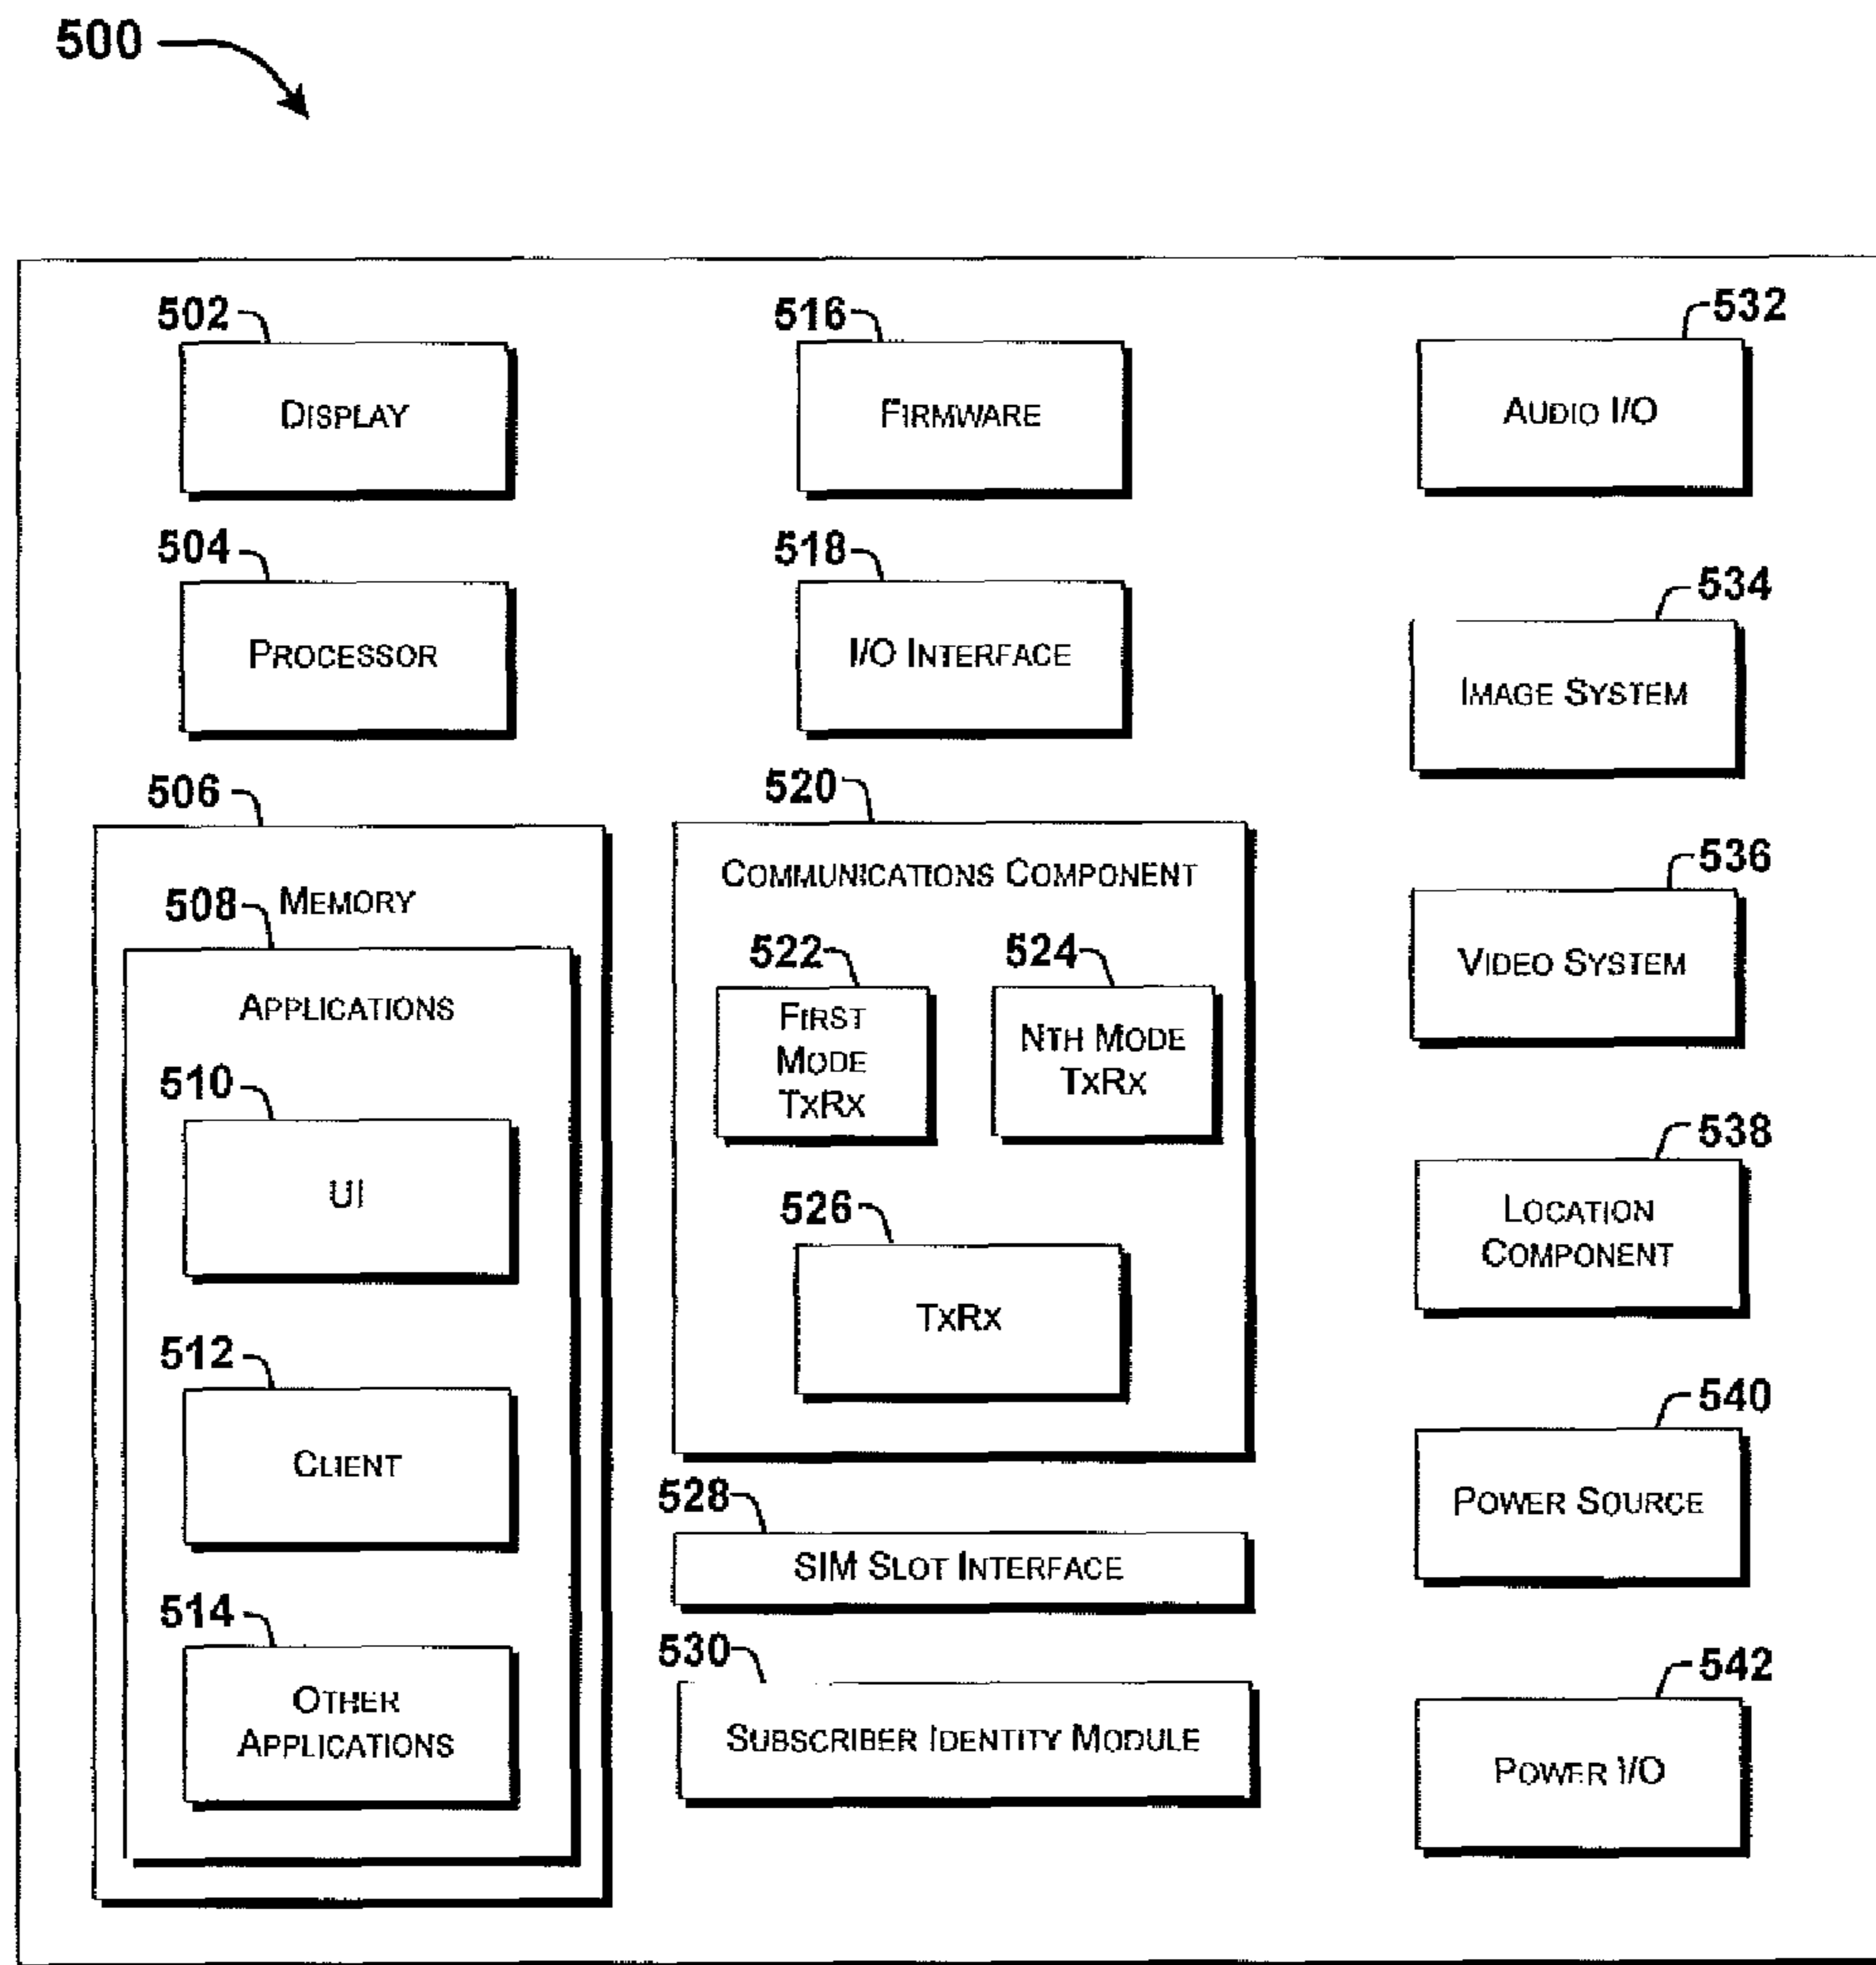 500
502
DISPLAY
504
PROCESSOR
506
MEMORY
508
APPLICATIONS
510
UI
512
CLIENT
514
OTHER
APPLICATIONS
516
FIRMWARE
518
I/O INTERFACE
520
COMMUNICATIONS COMPONENT
522
FIRST
MODE
TXRX
524
NTH MODE
TXRX
526
TXRX
528
SIM SLOT INTERFACE
530
SUBSCRIBER IDENTITY MODULE
532
AUDIO I/O
534
IMAGE SYSTEM
536
VIDEO SYSTEM
538
LOCATION
COMPONENT
540
POWER SOURCE
542
POWER I/O